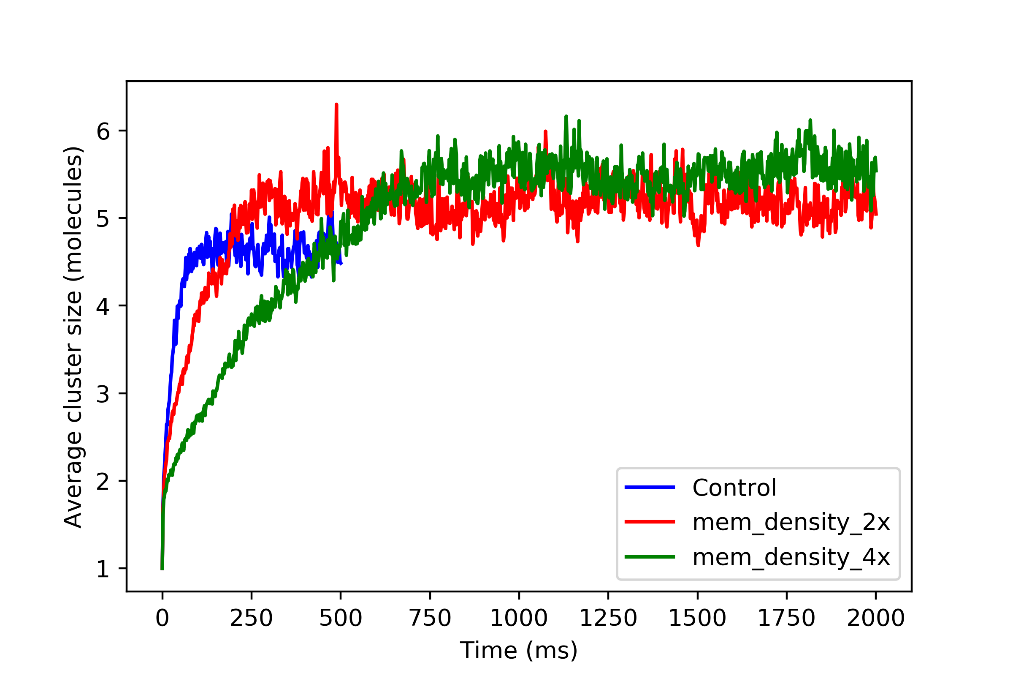 6
5
4
3
2
1
Average cluster size (molecules)
Control
mem_density_2x
mem_density_4x
0 250 500 750 1000 1250 1500 1750 2000
Time (ms)